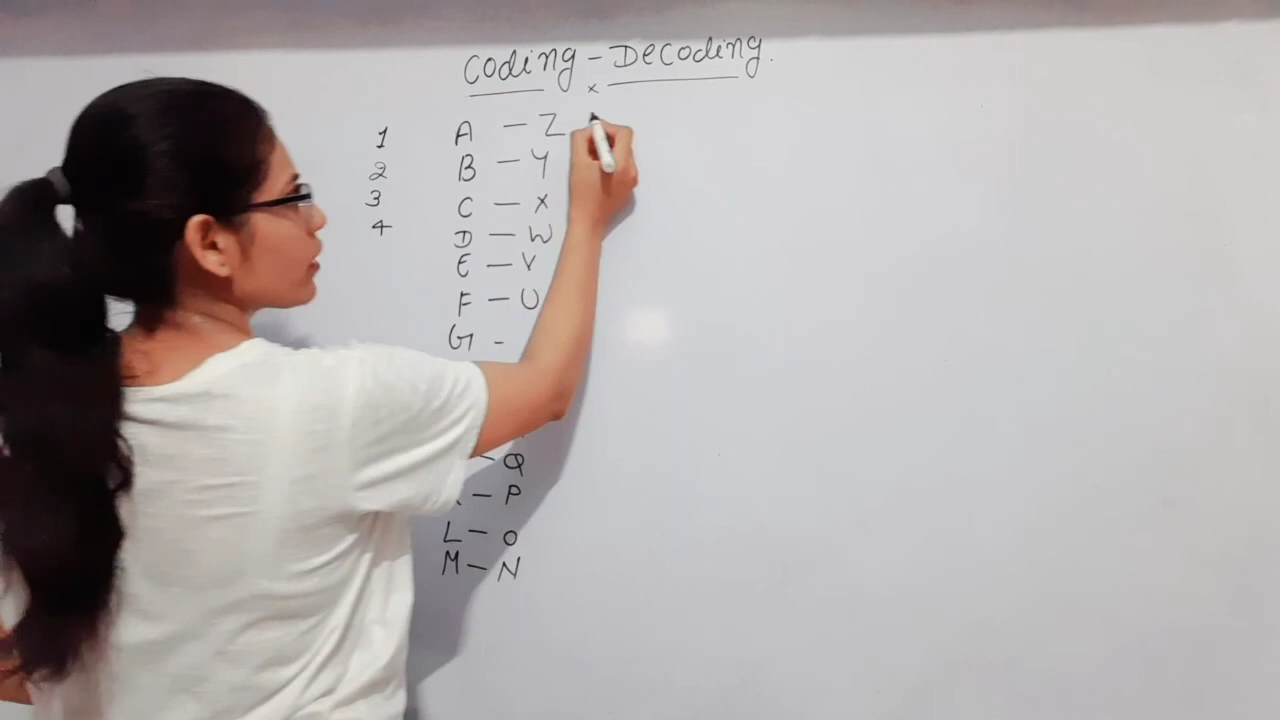 Coding - Decoding.
x
1 A - Z
2 B - Y
3 C - X
4 D - W
E - V
F - U
G -
- Q
- P
L - O
M - N